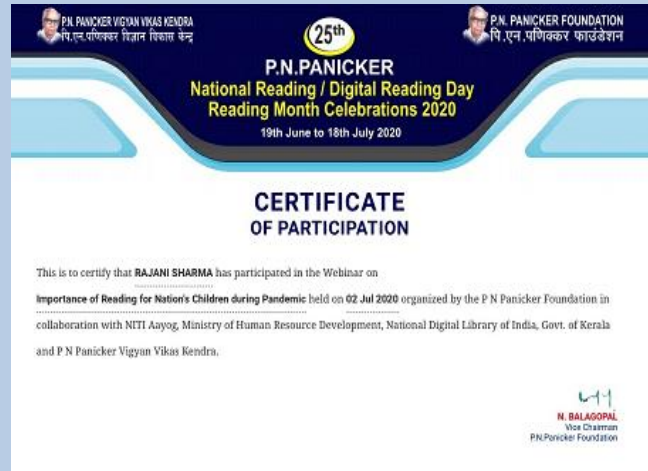 P.N. PANICKER VIGYAN VIKAS KENDRA
पि.एन.पणिक्कर विज्ञान विकास केन्द्र
25th
P.N. PANICKER FOUNDATION
पि.एन.पणिक्कर फाउंडेशन
P.N.PANICKER
National Reading / Digital Reading Day
Reading Month Celebrations 2020
19th June to 18th July 2020
CERTIFICATE
OF PARTICIPATION
This is to certify that RAJANI SHARMA has participated in the Webinar on
Importance of Reading for Nation's Children during Pandemic held on 02 Jul 2020 organized by the P N Panicker Foundation in
collaboration with NITI Aayog, Ministry of Human Resource Development, National Digital Library of India, Govt. of Kerala
and P N Panicker Vigyan Vikas Kendra.
N. BALAGOPAL
Vice Chairman
P.N.Panicker Foundation